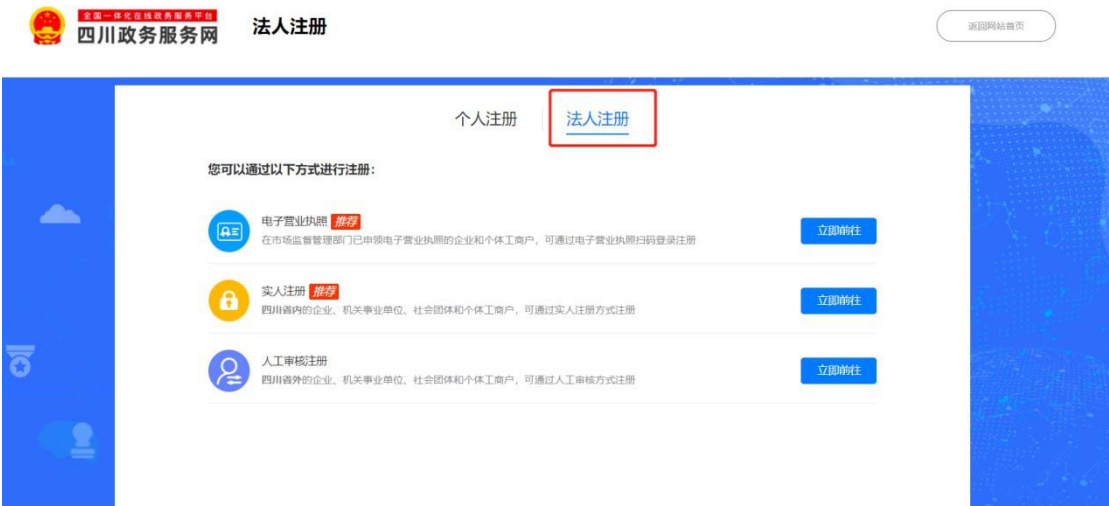 全国一体化在线政务服务平台
四川政务服务网
法人注册
返回网站首页
个人注册
法人注册
您可以通过以下方式进行注册：
电子营业执照 推荐
在市场监督管理部门已申领电子营业执照的企业和个体工商户，可通过电子营业执照扫码登录注册
立即前往
实人注册 推荐
四川省内的企业、机关事业单位、社会团体和个体工商户，可通过实人注册方式注册
立即前往
人工审核注册
四川省外的企业、机关事业单位、社会团体和个体工商户，可通过人工审核方式注册
立即前往